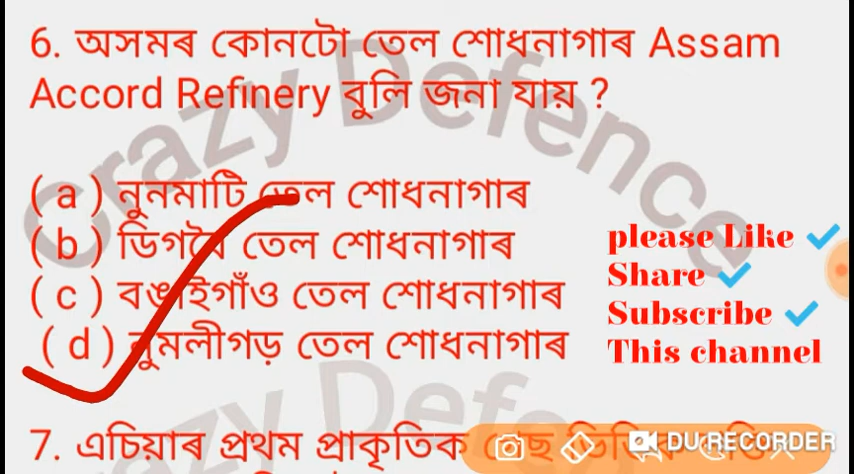 6. অসমৰ কোনটো তেল শোধনাগাৰ Assam
Accord Refinery বুলি জনা যায় ?
( a ) নুনমাটি তেল শোধনাগাৰ
( b ) ডিগবৈ তেল শোধনাগাৰ
( c ) বঙাইগাঁও তেল শোধনাগাৰ
( d ) নুমলীগড় তেল শোধনাগাৰ
please Like
Share
Subscribe
This channel
7. এচিয়াৰ প্ৰথম প্ৰাকৃতিক গেছ
DU RECORDER
Crazy Defence